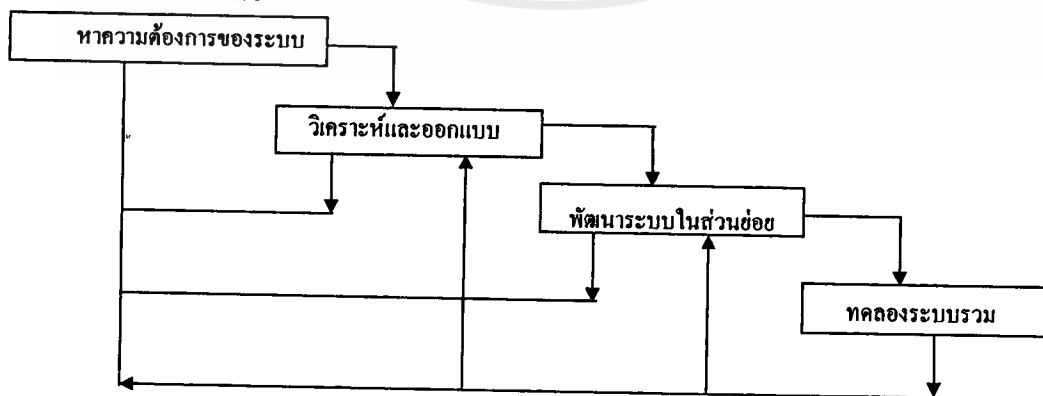 หาความต้องการของระบบ
วิเคราะห์และออกแบบ
พัฒนาระบบในส่วนย่อย
ทดลองระบบรวม